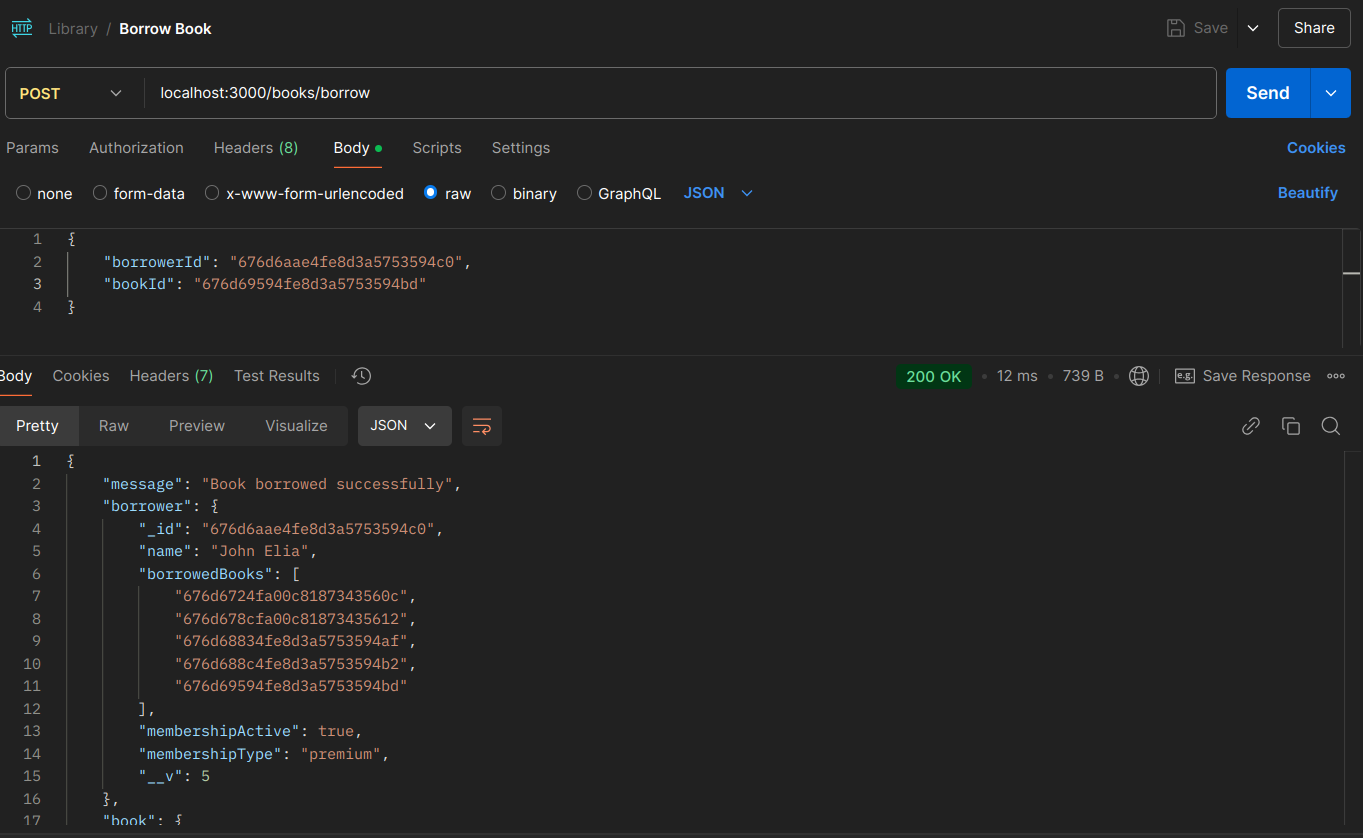 HTTP Library / Borrow Book Save Share
POST localhost:3000/books/borrow Send
Params Authorization Headers (8) Body Scripts Settings Cookies
none form-data x-www-form-urlencoded raw binary GraphQL JSON Beautify
1 {
2 "borrowerId": "676d6aae4fe8d3a5753594c0",
3 "bookId": "676d69594fe8d3a5753594bd"
4 }
Body Cookies Headers (7) Test Results 200 OK • 12 ms • 739 B • e.g. Save Response
Pretty Raw Preview Visualize JSON
1 {
2 "message": "Book borrowed successfully",
3 "borrower": {
4 "_id": "676d6aae4fe8d3a5753594c0",
5 "name": "John Elia",
6 "borrowedBooks": [
7 "676d6724fa00c8187343560c",
8 "676d678cfa00c81873435612",
9 "676d68834fe8d3a5753594af",
10 "676d688c4fe8d3a5753594b2",
11 "676d69594fe8d3a5753594bd"
12 ],
13 "membershipActive": true,
14 "membershipType": "premium",
15 "__v": 5
16 },
17 "book": {